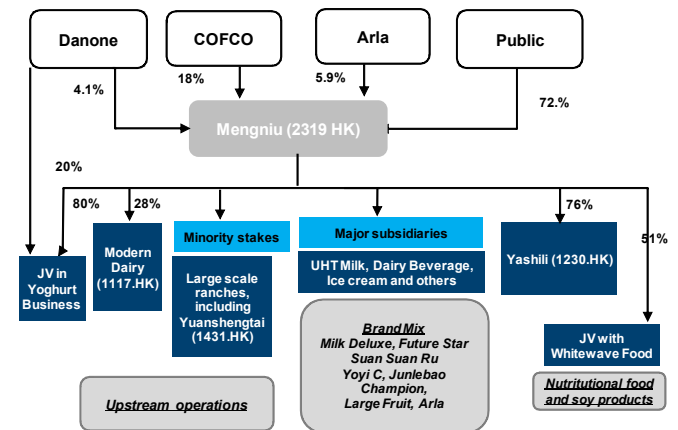 Danone
COFCO
Arla
Public
4.1%
18%
5.9%
72.%
Mengniu (2319 HK)
20%
80%
28%
76%
51%
JV in
Yoghurt
Business
Modern
Dairy
(1117.HK)
Minority stakes
Large scale
ranches,
including
Yuanshengtai
(1431.HK)
Major subsidiaries
UHT Milk, Dairy Beverage,
Ice cream and others
Yashili (1230.HK)
JV with
Whitewave Food
Brand Mix
Milk Deluxe, Future Star
Suan Suan Ru
Yoyi C, Junlebao
Champion,
Large Fruit, Arla
Upstream operations
Nutritutional food
and soy products